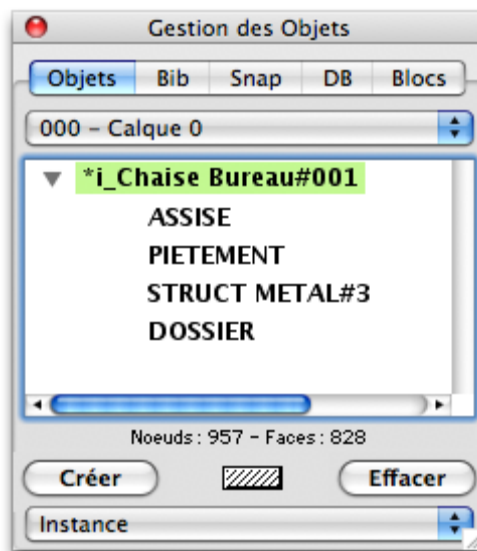 Gestion des Objets
Objets Bib Snap DB Blocs
000 - Calque 0
*i_Chaise Bureau#001
ASSISE
PIETEMENT
STRUCT METAL#3
DOSSIER
Noeuds : 957 - Faces : 828
Créer Effacer
Instance